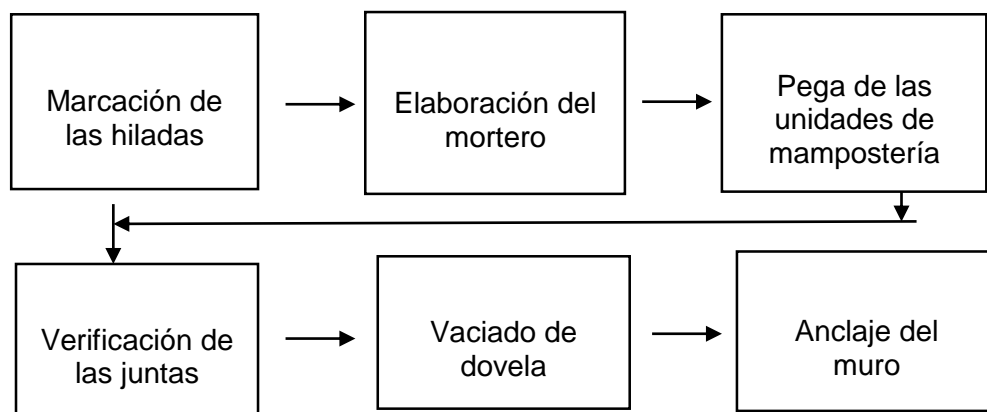 Marcación de
las hiladas
Elaboración del
mortero
Pega de las
unidades de
mampostería
Verificación de
las juntas
Vaciado de
dovela
Anclaje del
muro